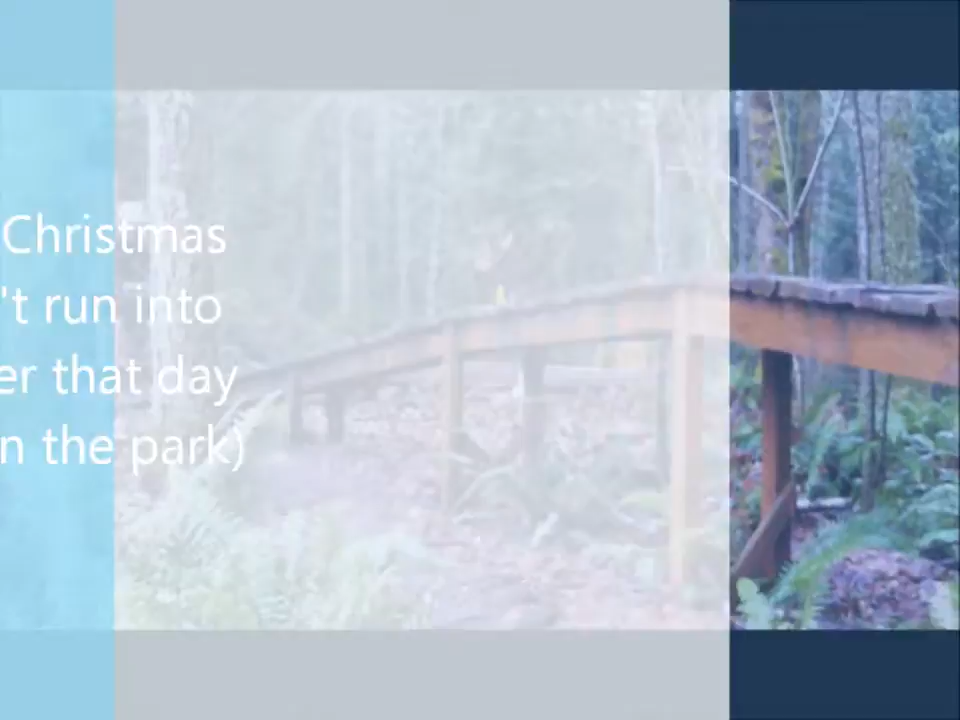 Christmas
't run into
er that day
n the park)